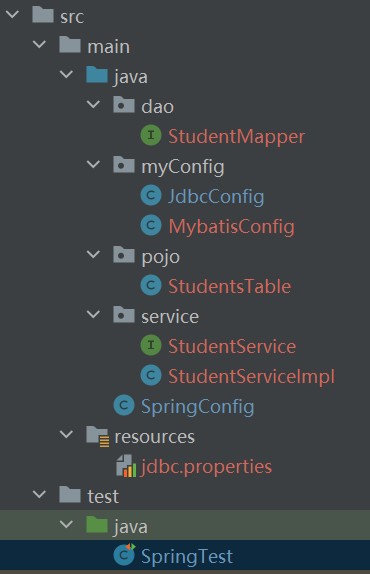 src
main
java
dao
StudentMapper
myConfig
JdbcConfig
MybatisConfig
pojo
StudentsTable
service
StudentService
StudentServiceImpl
SpringConfig
resources
jdbc.properties
test
java
SpringTest